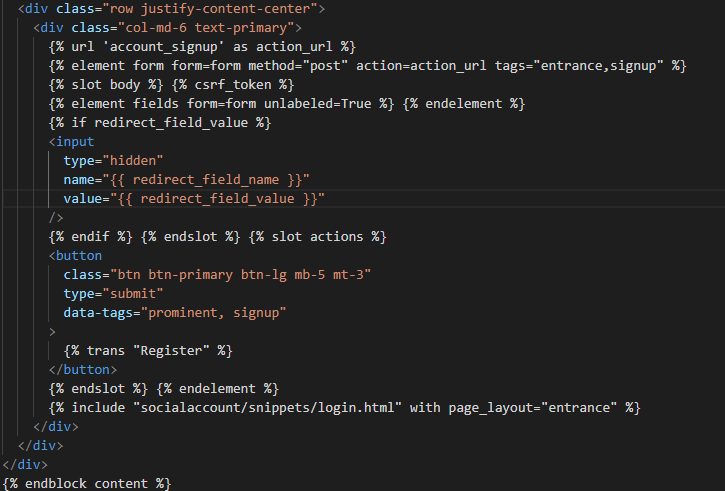 <div class="row justify-content-center">
<div class="col-md-6 text-primary">
{% url 'account_signup' as action_url %}
{% element form form=form method="post" action=action_url tags="entrance,signup" %}
{% slot body %} {% csrf_token %}
{% element fields form=form unlabeled=True %} {% endelement %}
{% if redirect_field_value %}
<input
type="hidden"
name="{{ redirect_field_name }}"
value="{{ redirect_field_value }}"
/>
{% endif %} {% endslot %} {% slot actions %}
<button
class="btn btn-primary btn-lg mb-5 mt-3"
type="submit"
data-tags="prominent, signup"
>
{% trans "Register" %}
</button>
{% endslot %} {% endelement %}
{% include "socialaccount/snippets/login.html" with page_layout="entrance" %}
</div>
</div>
</div>
{% endblock content %}